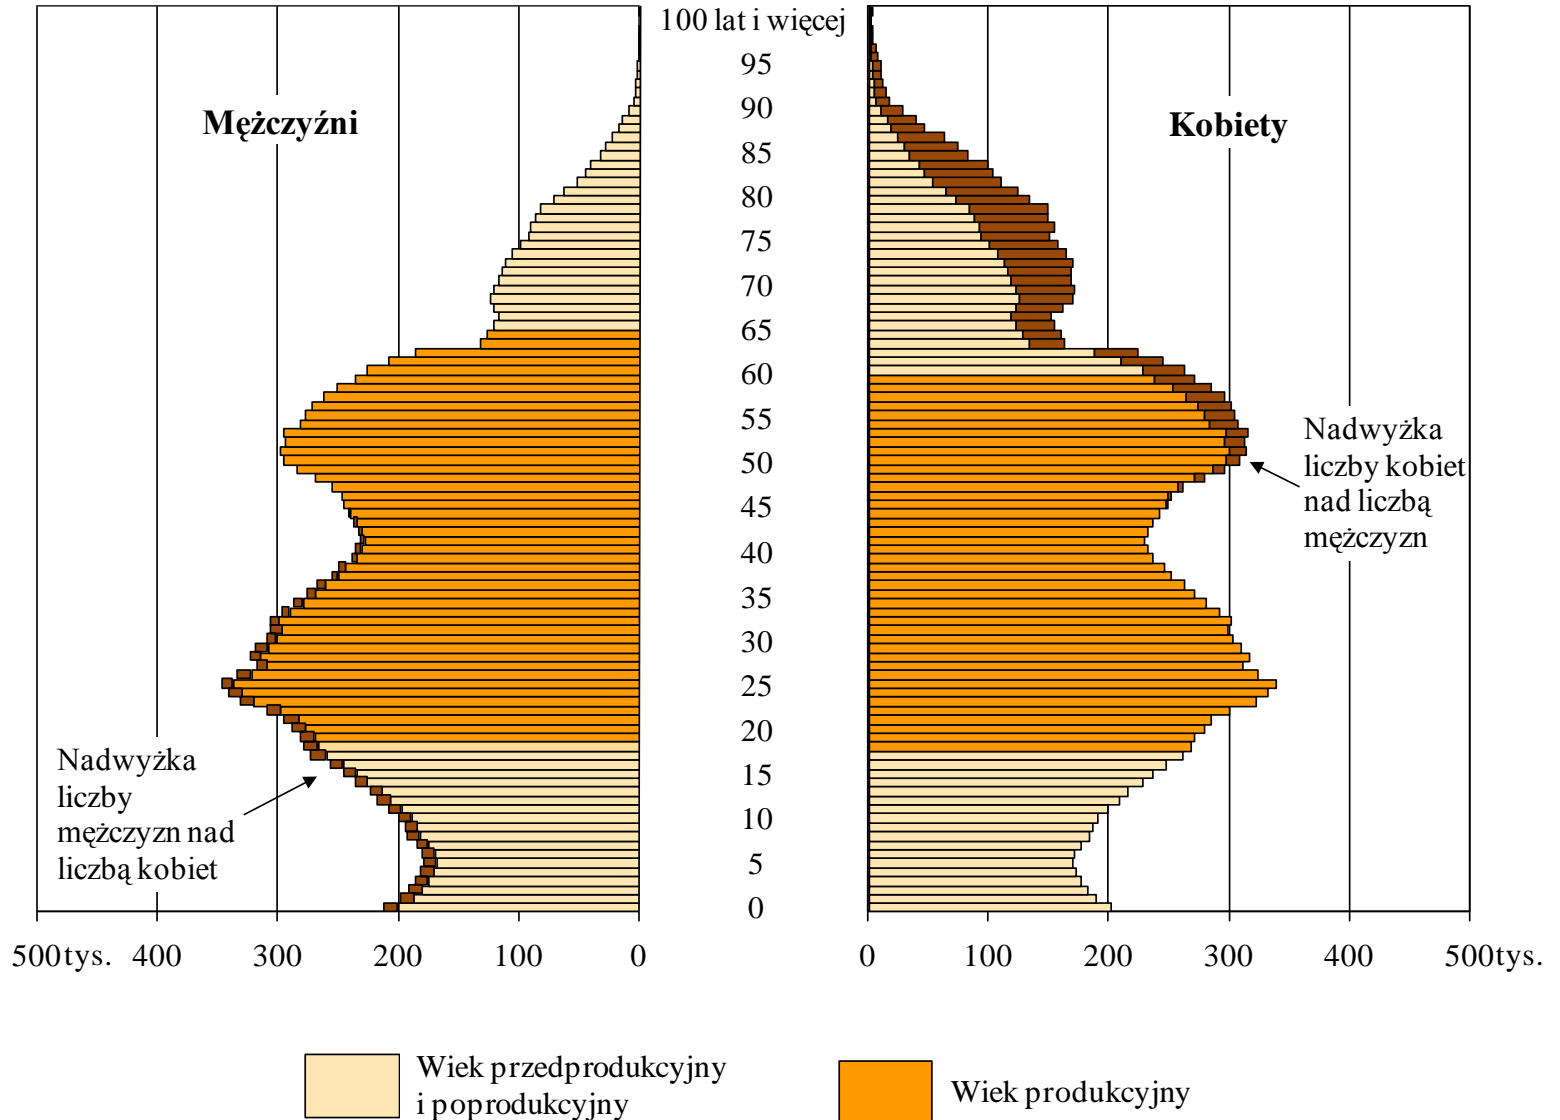 100 lat i więcej
95
90
85
80
75
70
65
60
55
50
45
40
35
30
25
20
15
10
5
0
Mężczyźni
Kobiety
Nadwyżka
liczby kobiet
nad liczbą
mężczyzn
Nadwyżka
liczby
mężczyzn nad
liczbą kobiet
500tys. 400 300 200 100 0
0 100 200 300 400 500tys.
Wiek przedprodukcyjny
i poprodukcyjny
Wiek produkcyjny